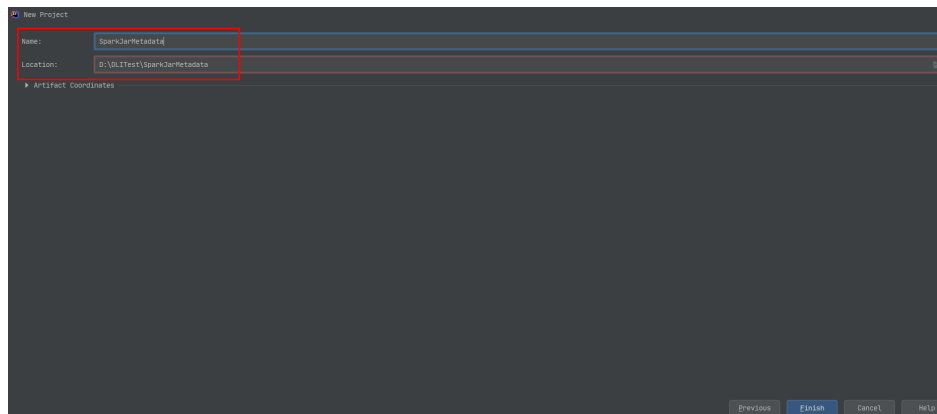 New Project
Name: SparkJarMetadata
Location: D:\DLITest\SparkJarMetadata
Artifact Coordinates
Previous Finish Cancel Help